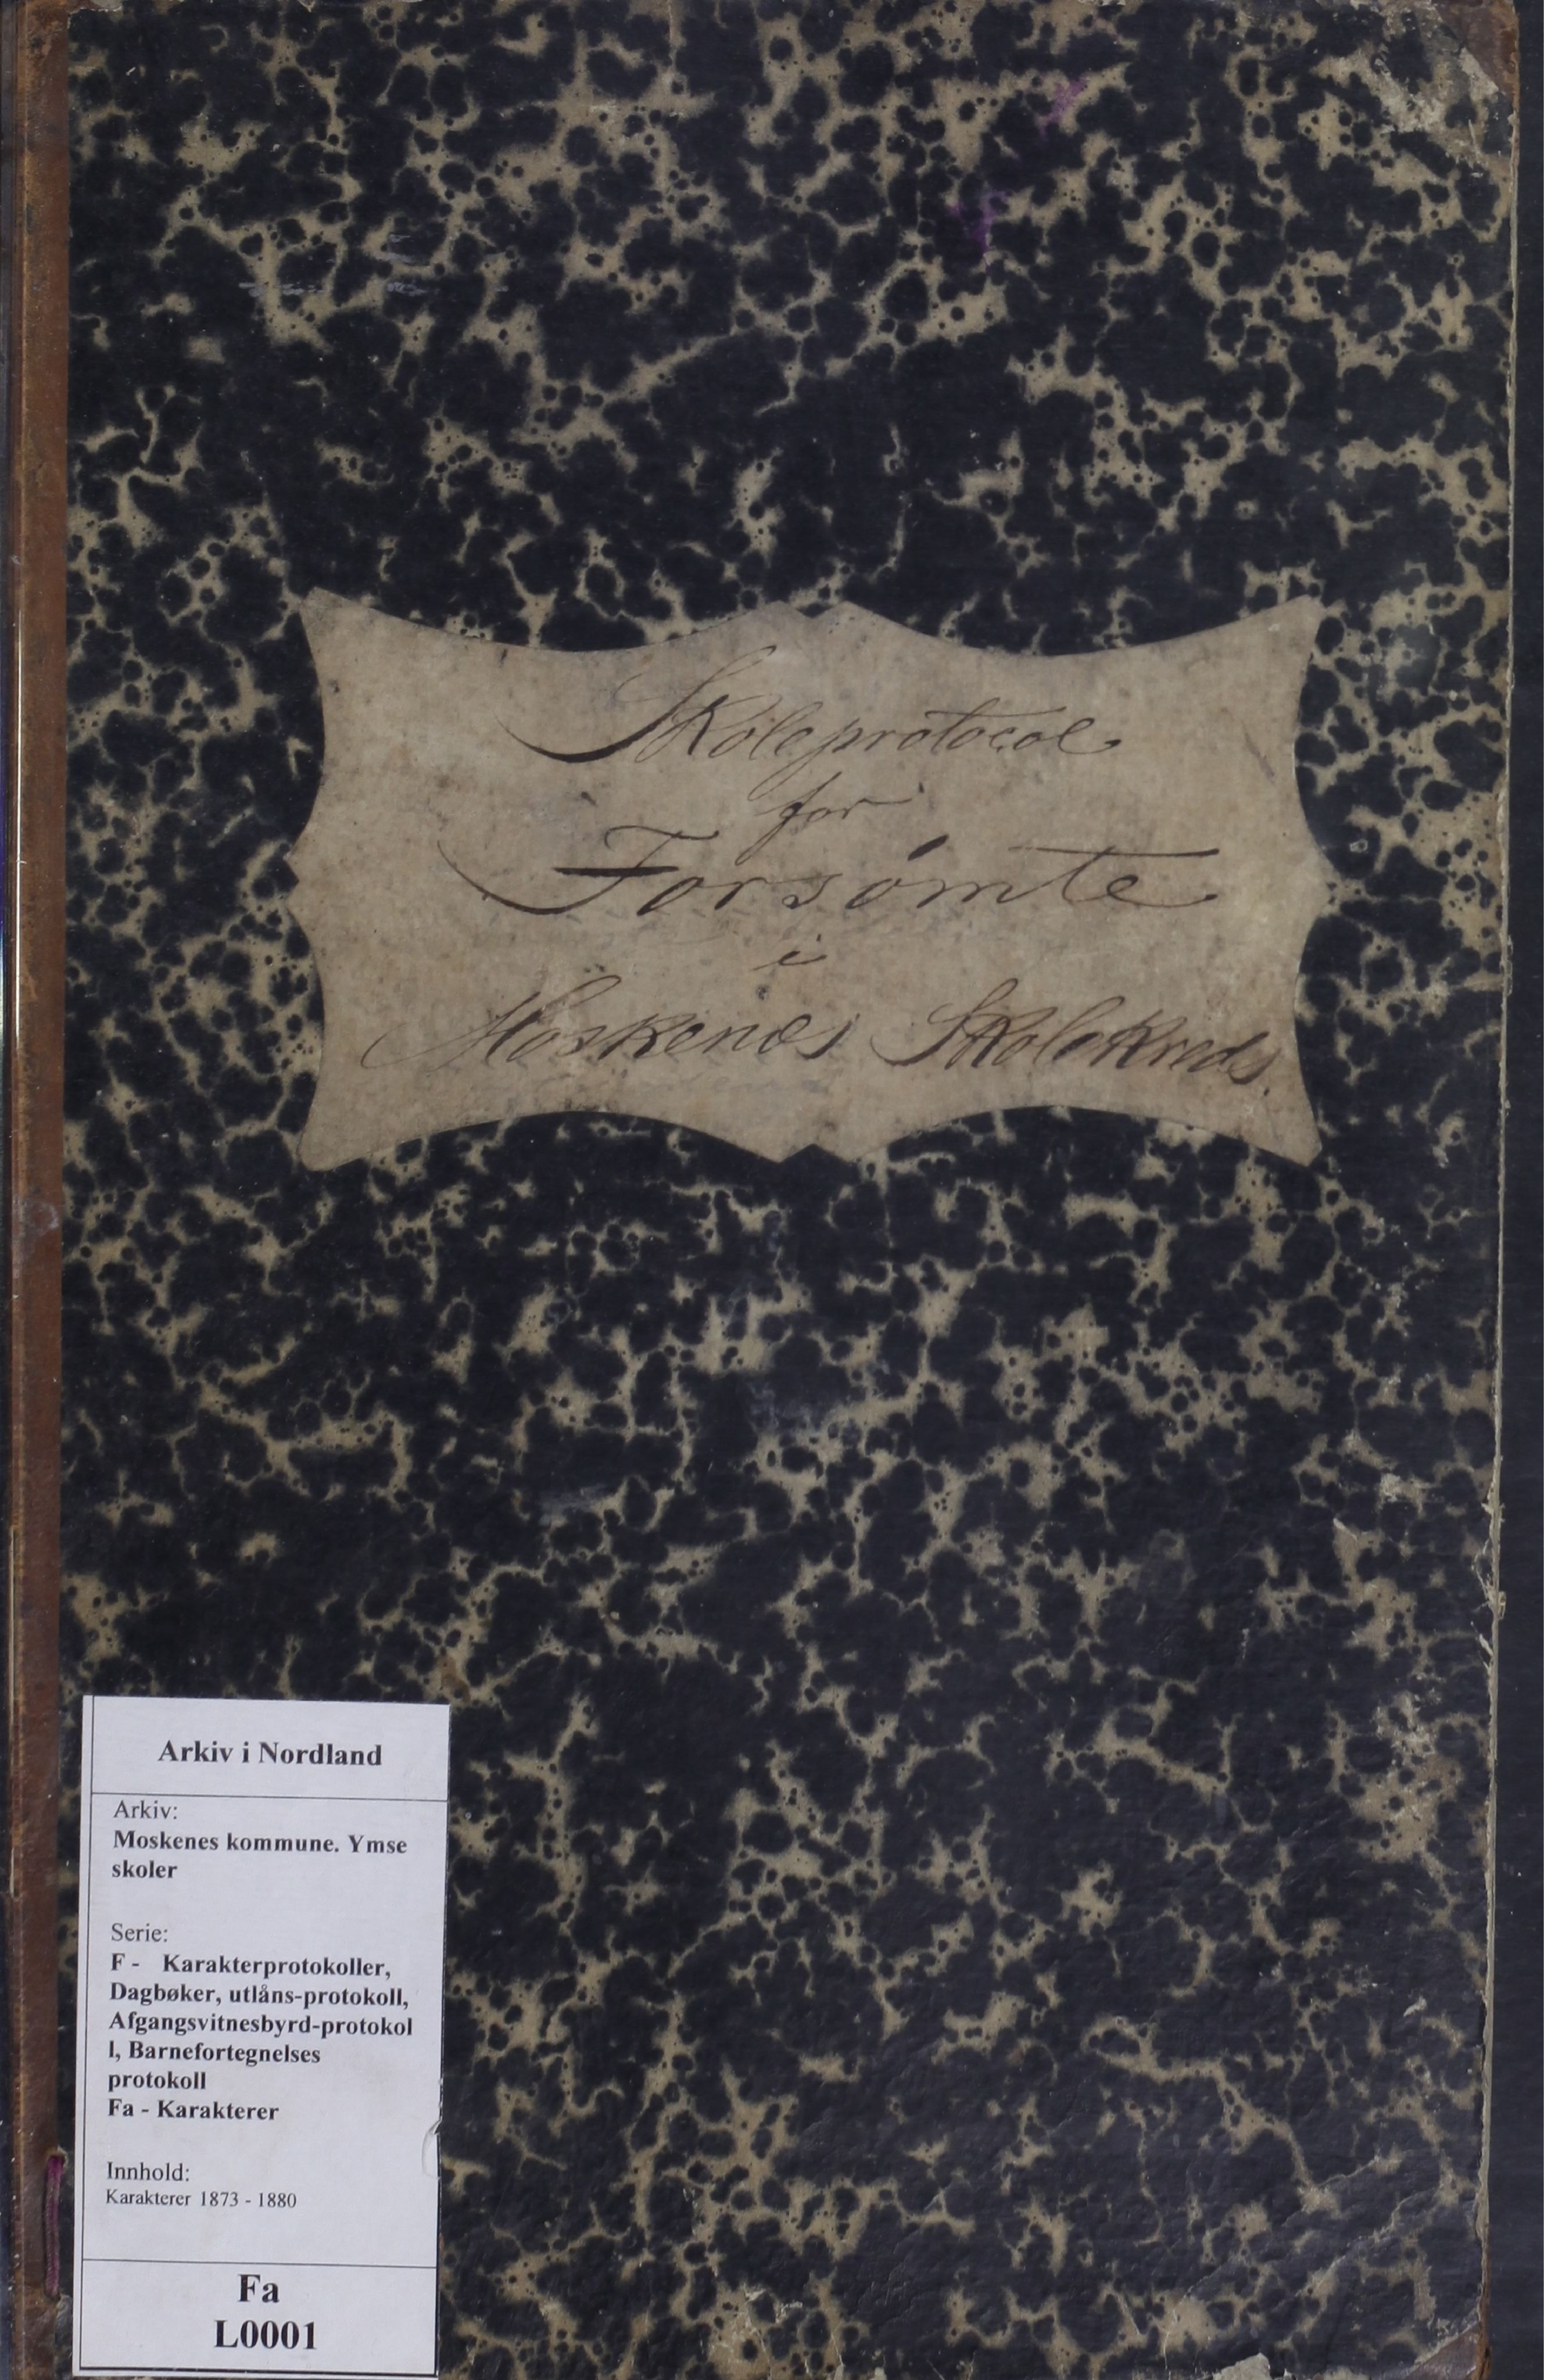 Skoleprotocol
for
Forsömte
i
Moskenæs Skolekreds.
Arkiv i Nordland
Arkiv:
Moskenes kommune. Ymse
skoler
Serie:
F - Karakterprotokoller,
Dagbøker, utlåns-protokoll,
Afgangsvitnesbyrd-protokol
l, Barnefortegnelses
protokoll
Fa - Karakterer
Innhold:
Karakterer 1873 - 1880
Fa
L0001